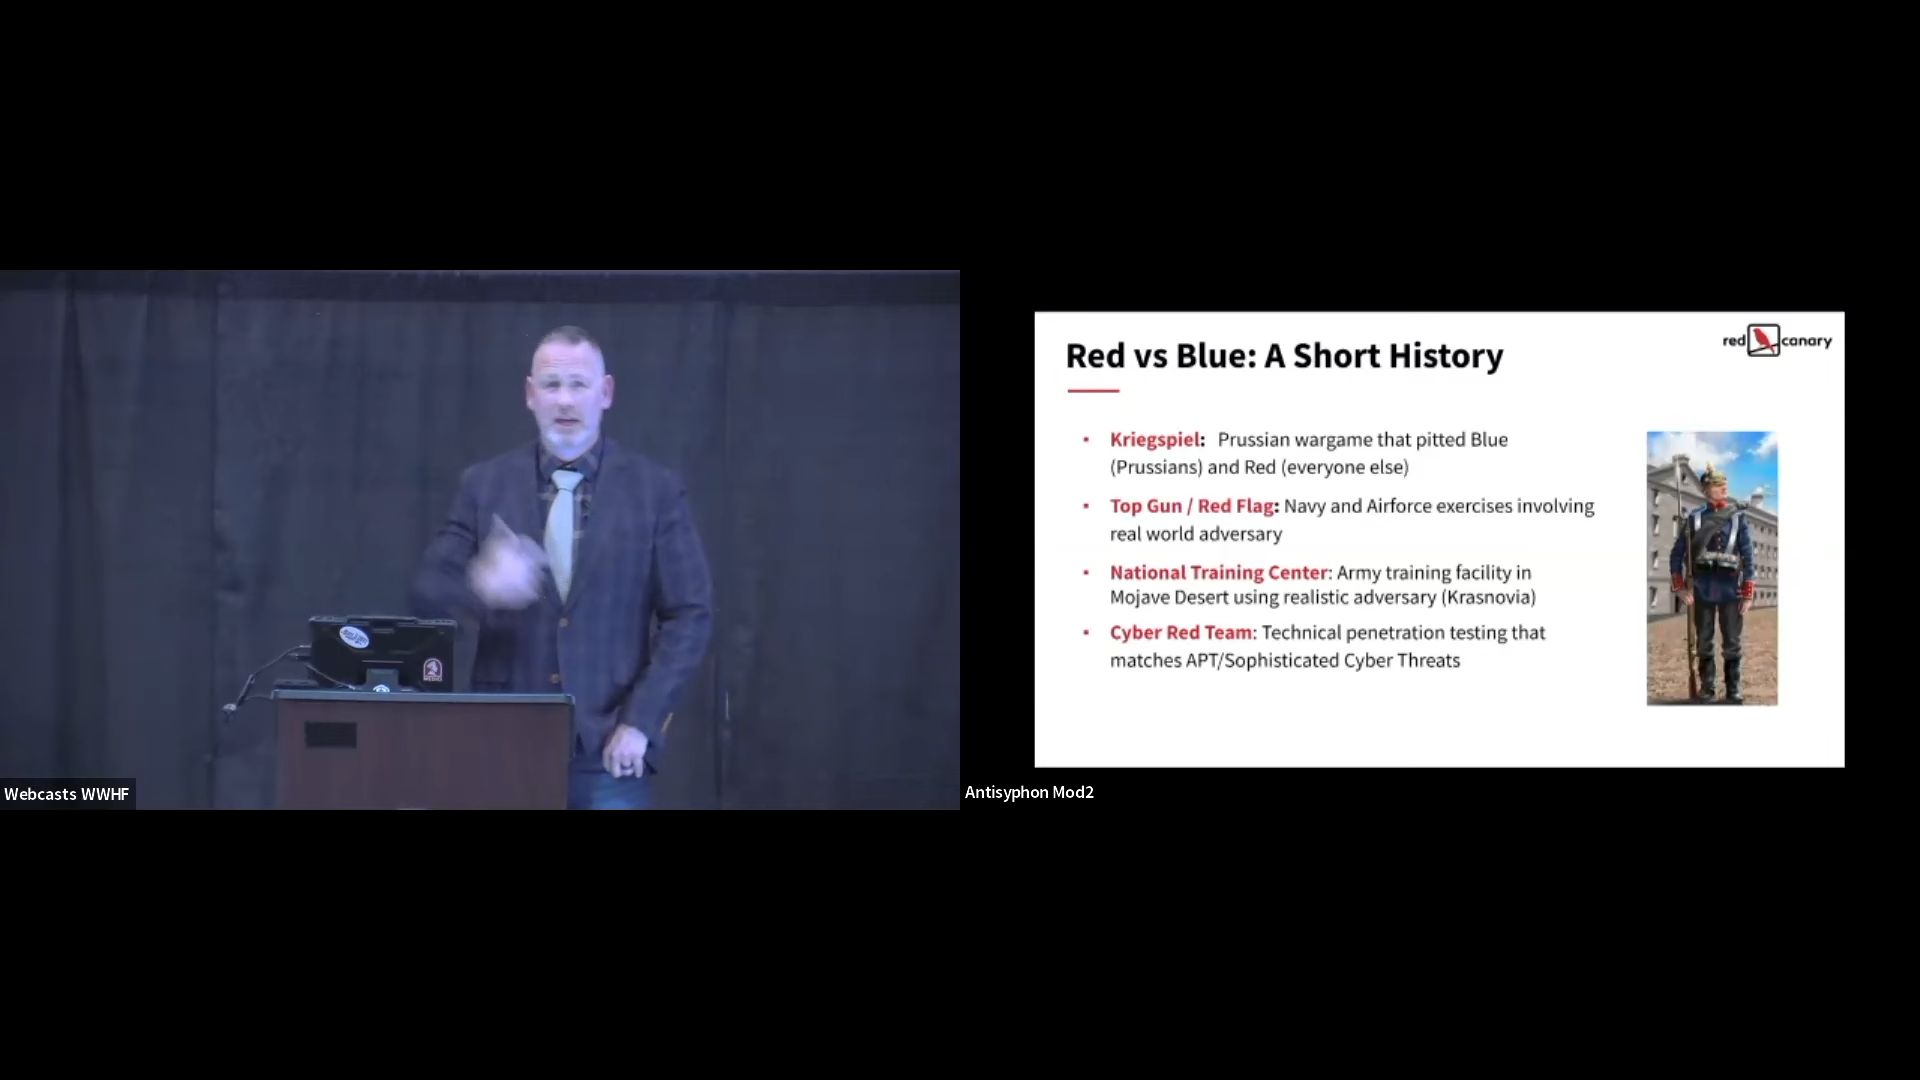 Red vs Blue: A Short History
red canary
Kriegspiel: Prussian wargame that pitted Blue
(Prussians) and Red (everyone else)
Top Gun / Red Flag: Navy and Airforce exercises involving
real world adversary
National Training Center: Army training facility in
Mojave Desert using realistic adversary (Krasnovia)
Cyber Red Team: Technical penetration testing that
matches APT/Sophisticated Cyber Threats
Webcasts WWHF
Antisyphon Mod2